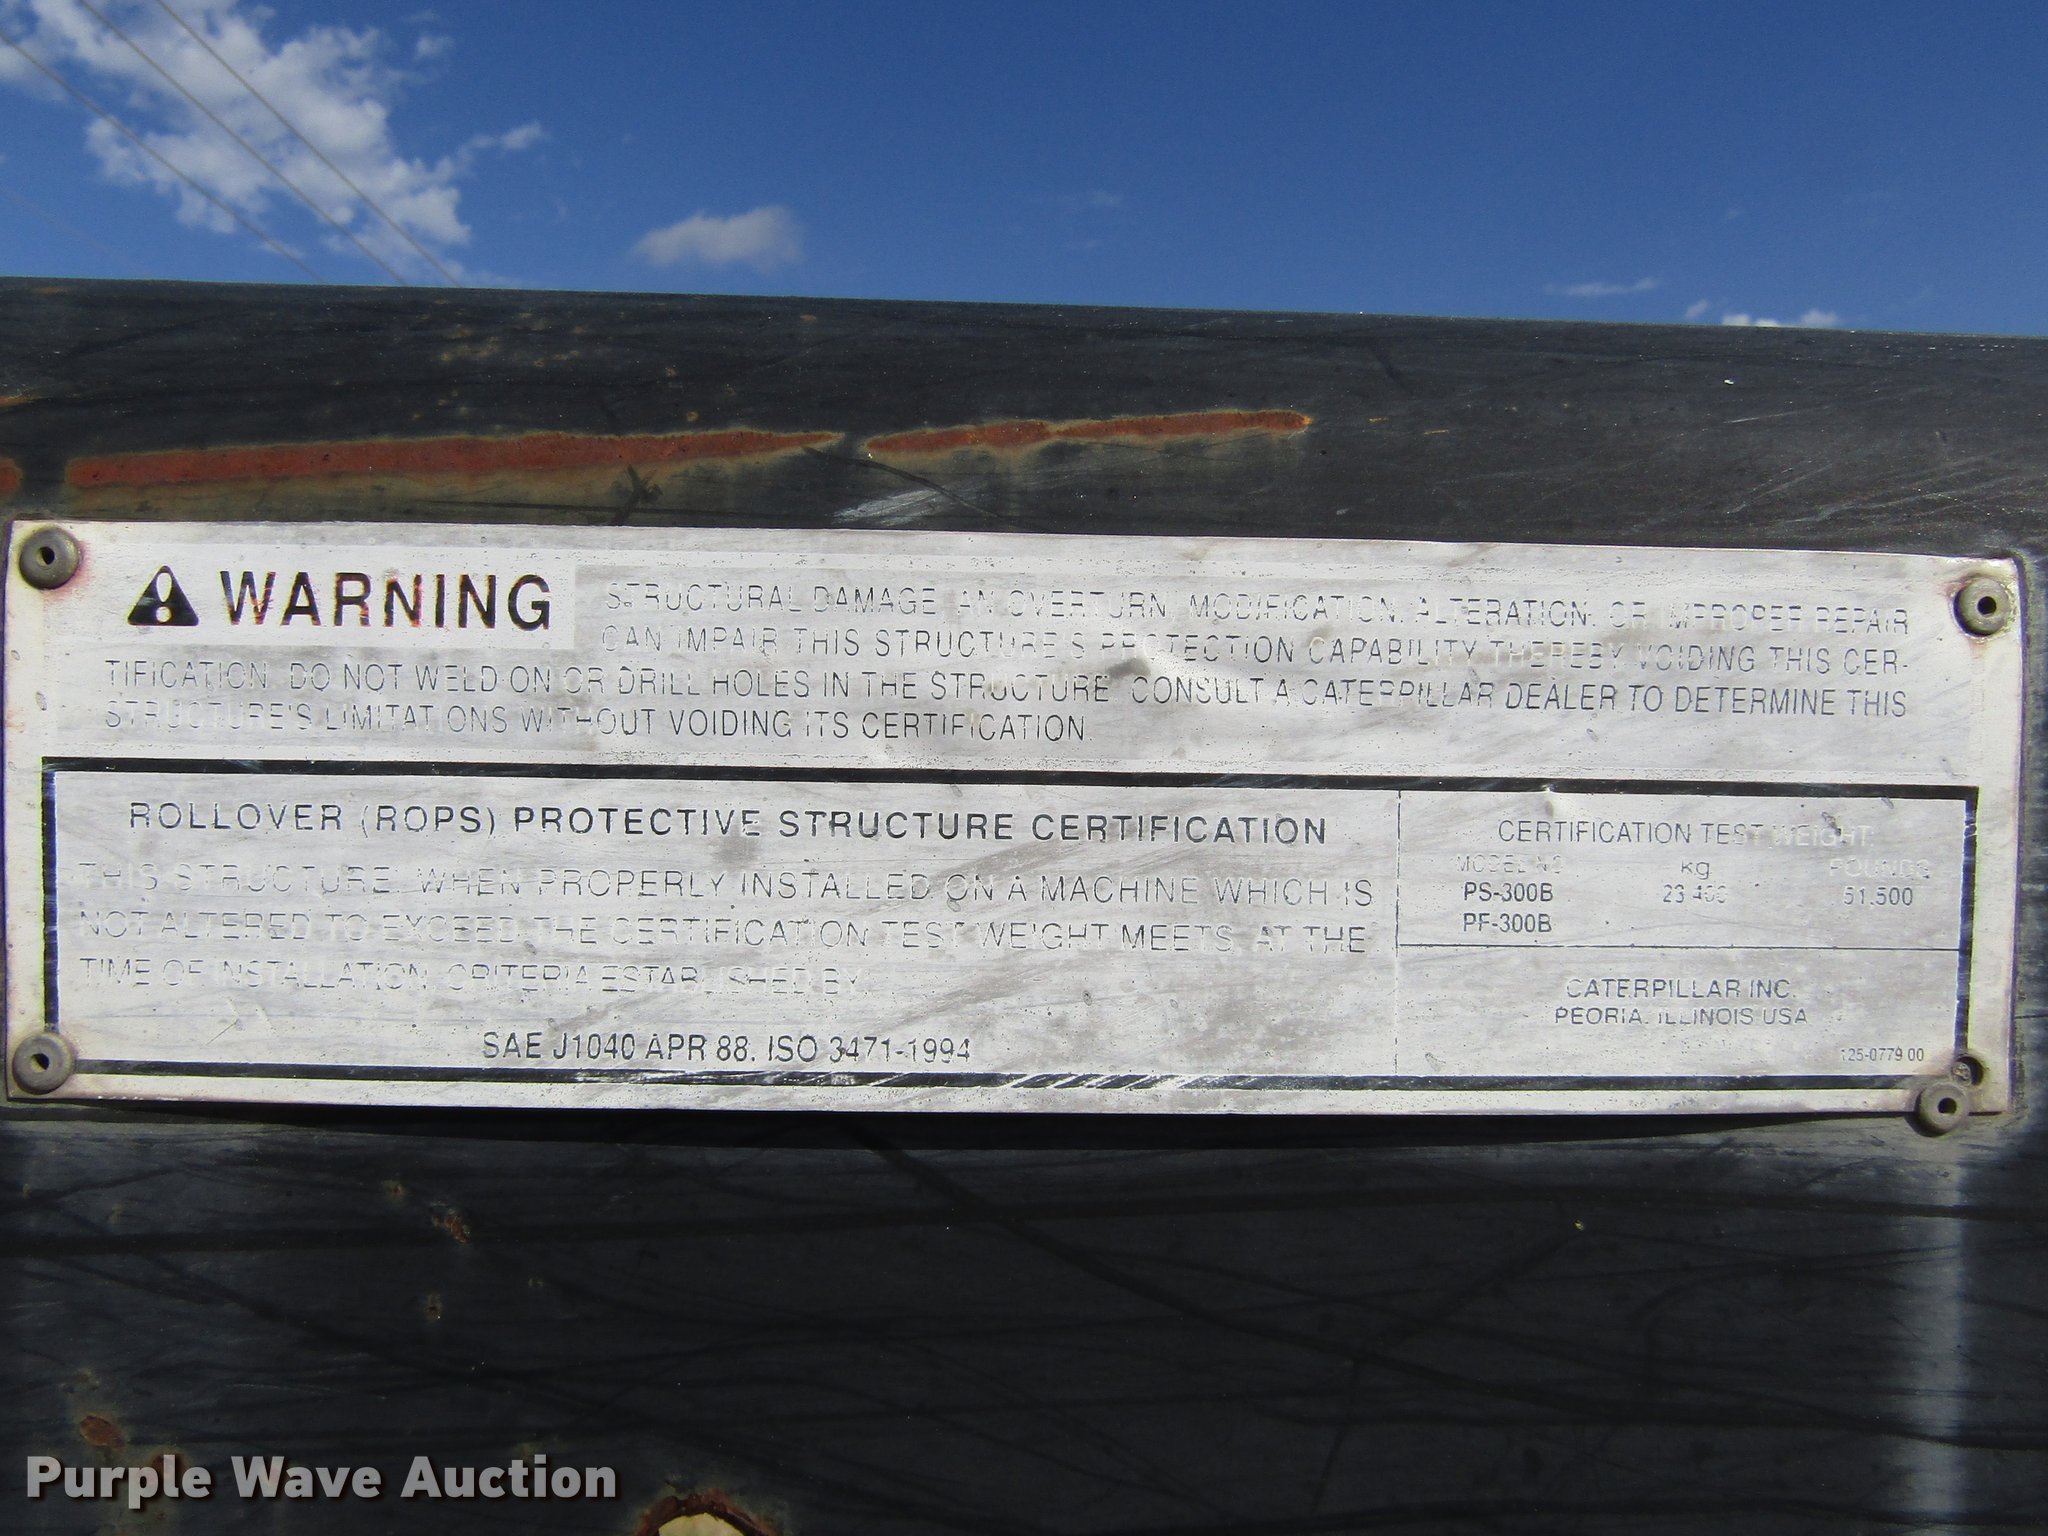 WARNING
STRUCTURAL DAMAGE, AN OVERTURN, MODIFICATION, ALTERATION, OR IMPROPER REPAIR
CAN IMPAIR THIS STRUCTURE'S PROTECTION CAPABILITY THEREBY VOIDING THIS CER-
TIFICATION. DO NOT WELD ON OR DRILL HOLES IN THE STRUCTURE. CONSULT A CATERPILLAR DEALER TO DETERMINE THIS
STRUCTURE'S LIMITATIONS WITHOUT VOIDING ITS CERTIFICATION.
ROLLOVER (ROPS) PROTECTIVE STRUCTURE CERTIFICATION
THIS STRUCTURE, WHEN PROPERLY INSTALLED ON A MACHINE WHICH IS
NOT ALTERED TO EXCEED THE CERTIFICATION TEST WEIGHT MEETS, AT THE
TIME OF INSTALLATION, CRITERIA ESTABLISHED BY:
SAE J1040 APR 88, ISO 3471-1994
CERTIFICATION TEST WEIGHT
MODEL NO. kg POUNDS
PS-300B 23 400 51,500
PF-300B
CATERPILLAR INC.
PEORIA, ILLINOIS USA
125-0779 00
Purple Wave Auction